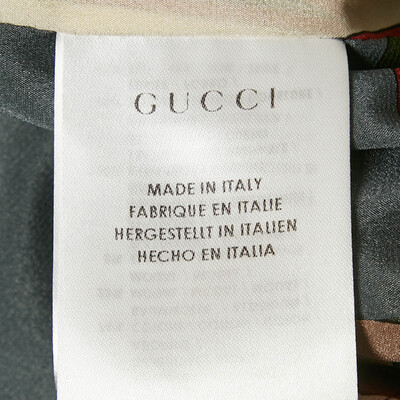 GUCCI
MADE IN ITALY
FABRIQUE EN ITALIE
HERGESTELLT IN ITALIEN
HECHO EN ITALIA